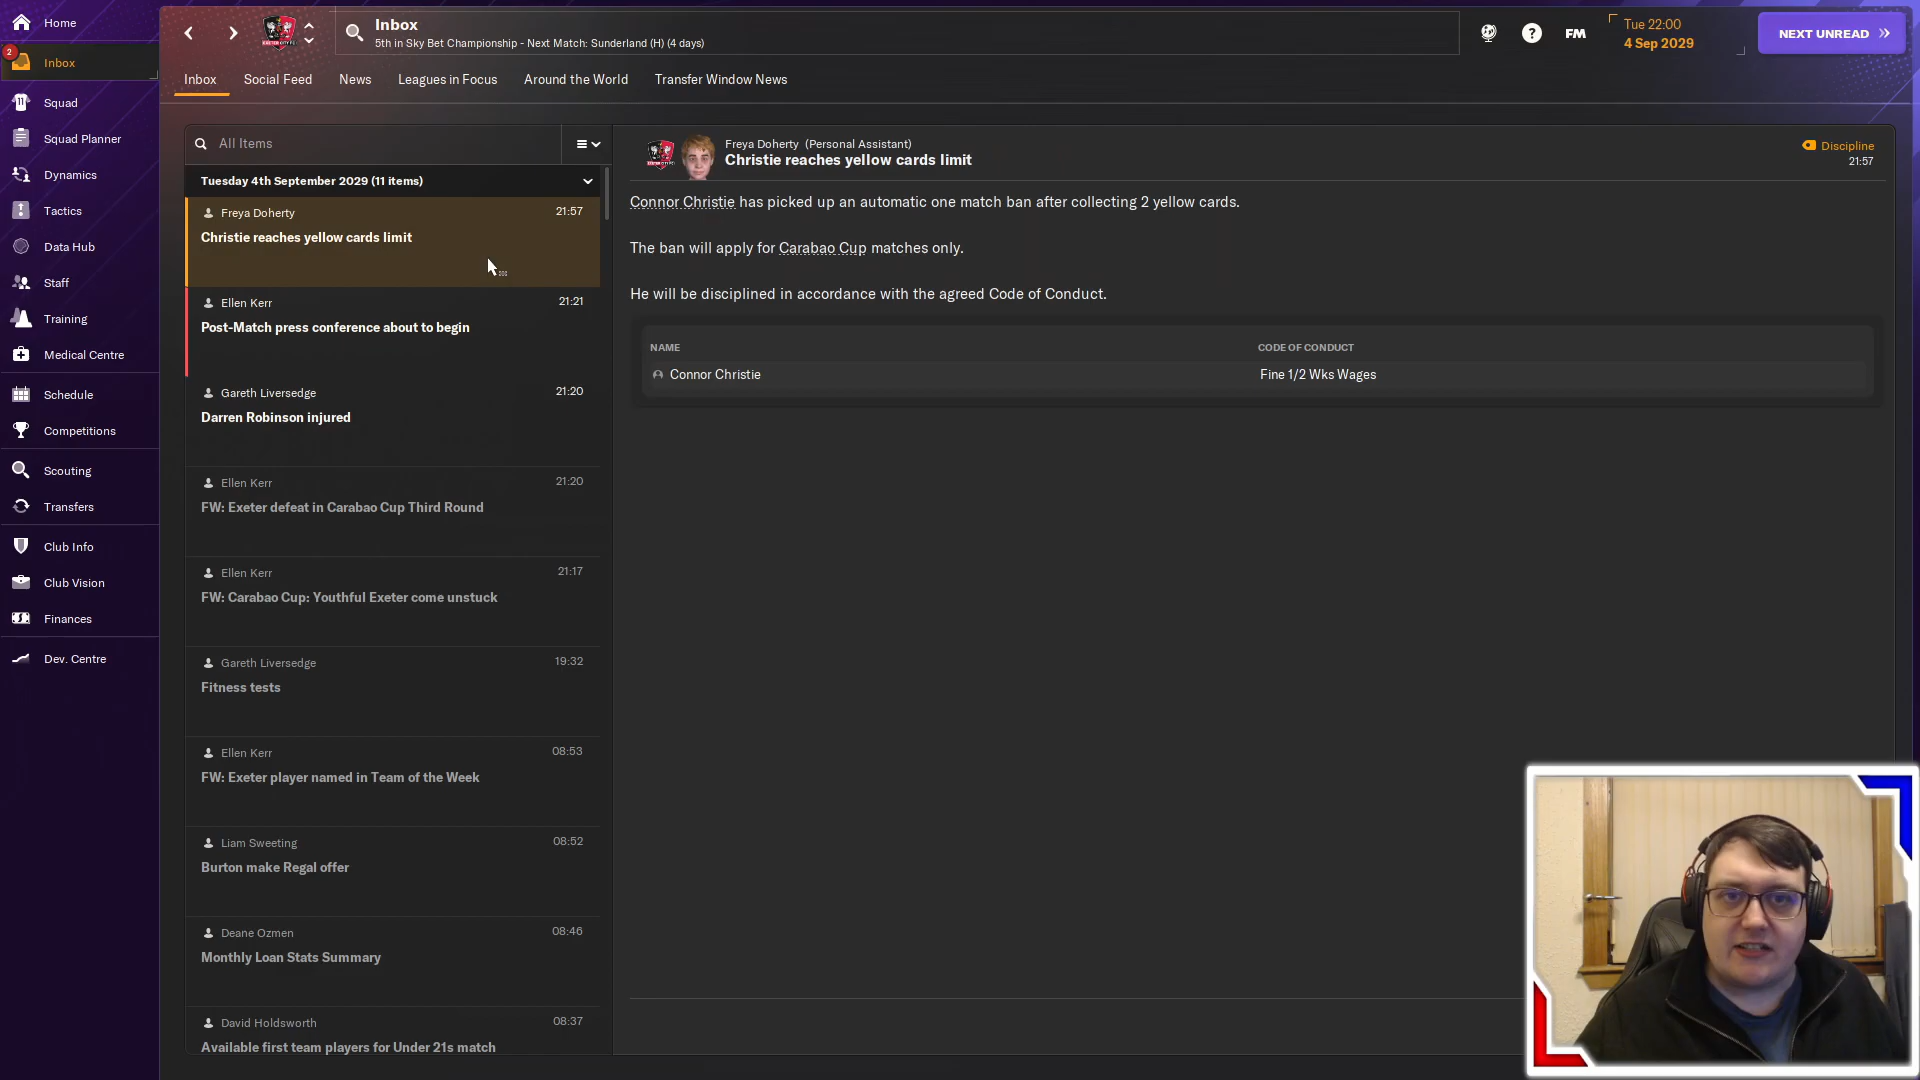 Home
2
Inbox
Squad
Squad Planner
Dynamics
Tactics
Data Hub
Staff
Training
Medical Centre
Schedule
Competitions
Scouting
Transfers
Club Info
Club Vision
Finances
Dev. Centre
Inbox
5th in Sky Bet Championship - Next Match: Sunderland (H) (4 days)
FM
Tue 22:00
4 Sep 2029
NEXT UNREAD
Inbox Social Feed News Leagues in Focus Around the World Transfer Window News
All Items
Tuesday 4th September 2029 (11 items)
Freya Doherty 21:57
Christie reaches yellow cards limit
Ellen Kerr 21:21
Post-Match press conference about to begin
Gareth Liversedge 21:20
Darren Robinson injured
Ellen Kerr 21:20
FW: Exeter defeat in Carabao Cup Third Round
Ellen Kerr 21:17
FW: Carabao Cup: Youthful Exeter come unstuck
Gareth Liversedge 19:32
Fitness tests
Ellen Kerr 08:53
FW: Exeter player named in Team of the Week
Liam Sweeting 08:52
Burton make Regal offer
Deane Ozmen 08:46
Monthly Loan Stats Summary
David Holdsworth 08:37
Available first team players for Under 21s match
Freya Doherty (Personal Assistant)
Christie reaches yellow cards limit
Discipline
21:57
Connor Christie has picked up an automatic one match ban after collecting 2 yellow cards.
The ban will apply for Carabao Cup matches only.
He will be disciplined in accordance with the agreed Code of Conduct.
NAME CODE OF CONDUCT
Connor Christie Fine 1/2 Wks Wages